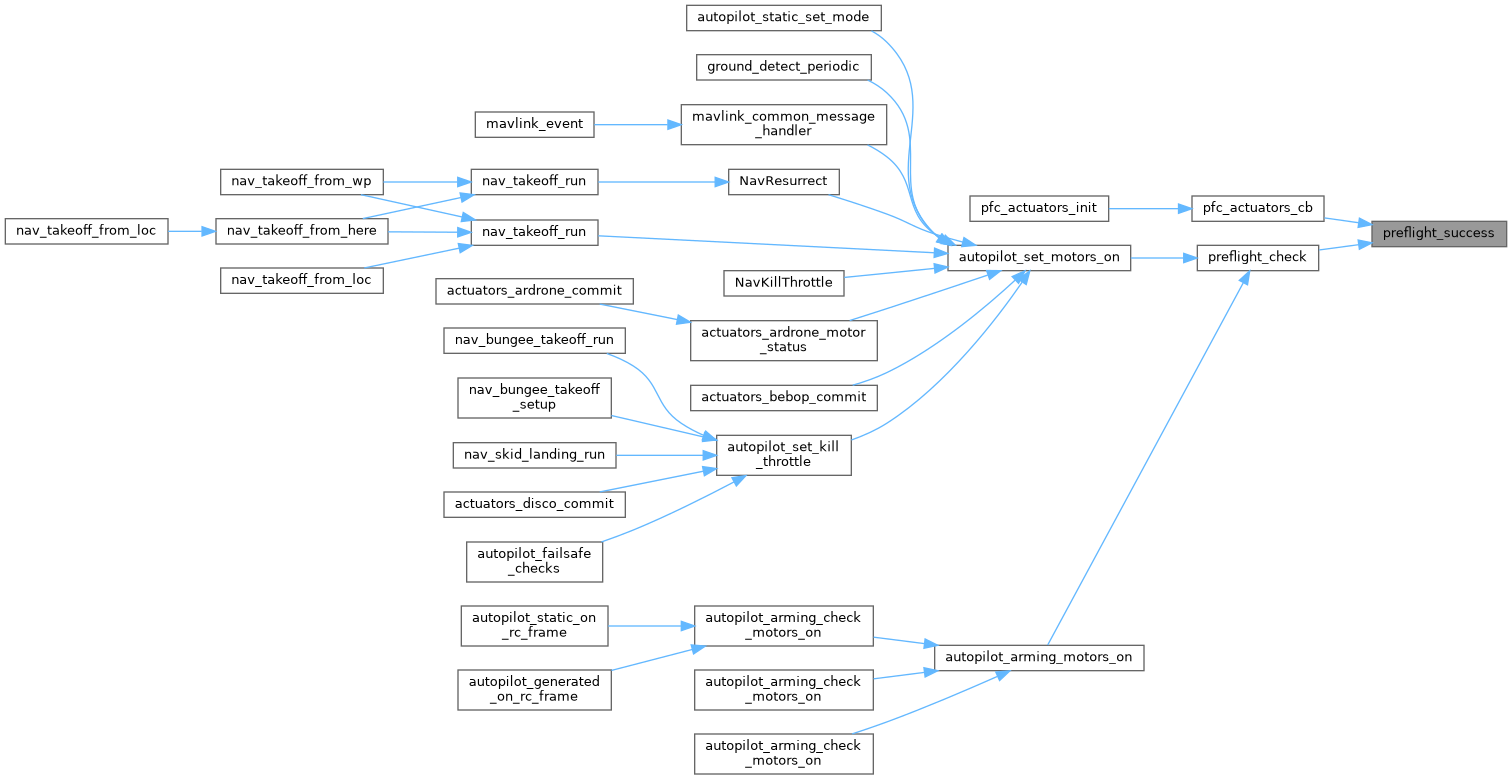 autopilot_static_set_mode
ground_detect_periodic
mavlink_event
mavlink_common_message
_handler
nav_takeoff_from_wp
nav_takeoff_run
NavResurrect
pfc_actuators_init
pfc_actuators_cb
nav_takeoff_from_loc
nav_takeoff_from_here
nav_takeoff_run
preflight_success
autopilot_set_motors_on
preflight_check
nav_takeoff_from_loc
NavKillThrottle
actuators_ardrone_commit
actuators_ardrone_motor
_status
nav_bungee_takeoff_run
nav_bungee_takeoff
_setup
actuators_bebop_commit
nav_skid_landing_run
autopilot_set_kill
_throttle
actuators_disco_commit
autopilot_failsafe
_checks
autopilot_static_on
_rc_frame
autopilot_arming_check
_motors_on
autopilot_arming_motors_on
autopilot_generated
_on_rc_frame
autopilot_arming_check
_motors_on
autopilot_arming_check
_motors_on